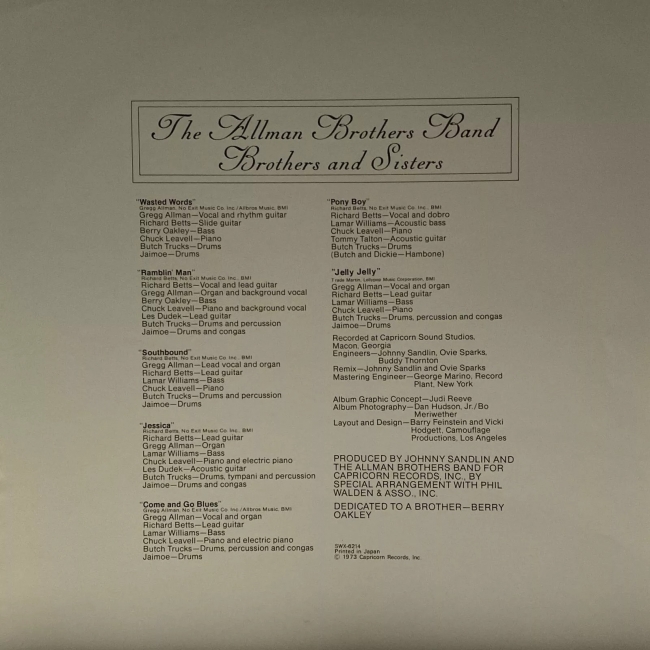 The Allman Brothers Band
Brothers and Sisters
"Wasted Words"
Gregg Allman, No Exit Music Co. Inc./Allbros Music, BMI
Gregg Allman—Vocal and rhythm guitar
Richard Betts—Slide guitar
Berry Oakley—Bass
Chuck Leavell—Piano
Butch Trucks—Drums
Jaimoe—Drums
"Ramblin' Man"
Richard Betts, No Exit Music Co. Inc., BMI
Richard Betts—Vocal and lead guitar
Gregg Allman—Organ and background vocal
Berry Oakley—Bass
Chuck Leavell—Piano and background vocal
Les Dudek—Lead guitar
Butch Trucks—Drums and percussion
Jaimoe—Drums and congas
"Southbound"
Richard Betts, No Exit Music Co. Inc., BMI
Gregg Allman—Lead vocal and organ
Richard Betts—Lead guitar
Lamar Williams—Bass
Chuck Leavell—Piano
Butch Trucks—Drums and percussion
Jaimoe—Drums
"Jessica"
Richard Betts, No Exit Music Co. Inc., BMI
Richard Betts—Lead guitar
Gregg Allman—Organ
Lamar Williams—Bass
Chuck Leavell—Piano and electric piano
Les Dudek—Acoustic guitar
Butch Trucks—Drums, tympani and percussion
Jaimoe—Drums and congas
"Come and Go Blues"
Gregg Allman, No Exit Music Co. Inc./Allbros Music, BMI
Gregg Allman—Vocal and organ
Richard Betts—Lead guitar
Lamar Williams—Bass
Chuck Leavell—Piano and electric piano
Butch Trucks—Drums, percussion and congas
Jaimoe—Drums
"Pony Boy"
Richard Betts, No Exit Music Co. Inc., BMI
Richard Betts—Vocal and dobro
Lamar Williams—Acoustic bass
Chuck Leavell—Piano
Tommy Talton—Acoustic guitar
Butch Trucks—Drums
(Butch and Dickie—Hambone)
"Jelly Jelly"
Trade Martin, Lollypop Music Corporation, BMI
Gregg Allman—Vocal and organ
Richard Betts—Lead guitar
Lamar Williams—Bass
Chuck Leavell—Piano
Butch Trucks—Drums, percussion and congas
Jaimoe—Drums
Recorded at Capricorn Sound Studios,
Macon, Georgia
Engineers—Johnny Sandlin, Ovie Sparks,
Buddy Thornton
Remix—Johnny Sandlin and Ovie Sparks
Mastering Engineer—George Marino, Record
Plant, New York
Album Graphic Concept—Judi Reeve
Album Photography—Dan Hudson, Jr./Bo
Meriwether
Layout and Design—Barry Feinstein and Vicki
Hodgett, Camouflage
Productions, Los Angeles
PRODUCED BY JOHNNY SANDLIN AND
THE ALLMAN BROTHERS BAND FOR
CAPRICORN RECORDS, INC., BY
SPECIAL ARRANGEMENT WITH PHIL
WALDEN & ASSO., INC.
DEDICATED TO A BROTHER—BERRY
OAKLEY
SWX-6214
Printed in Japan
© 1973 Capricorn Records, Inc.